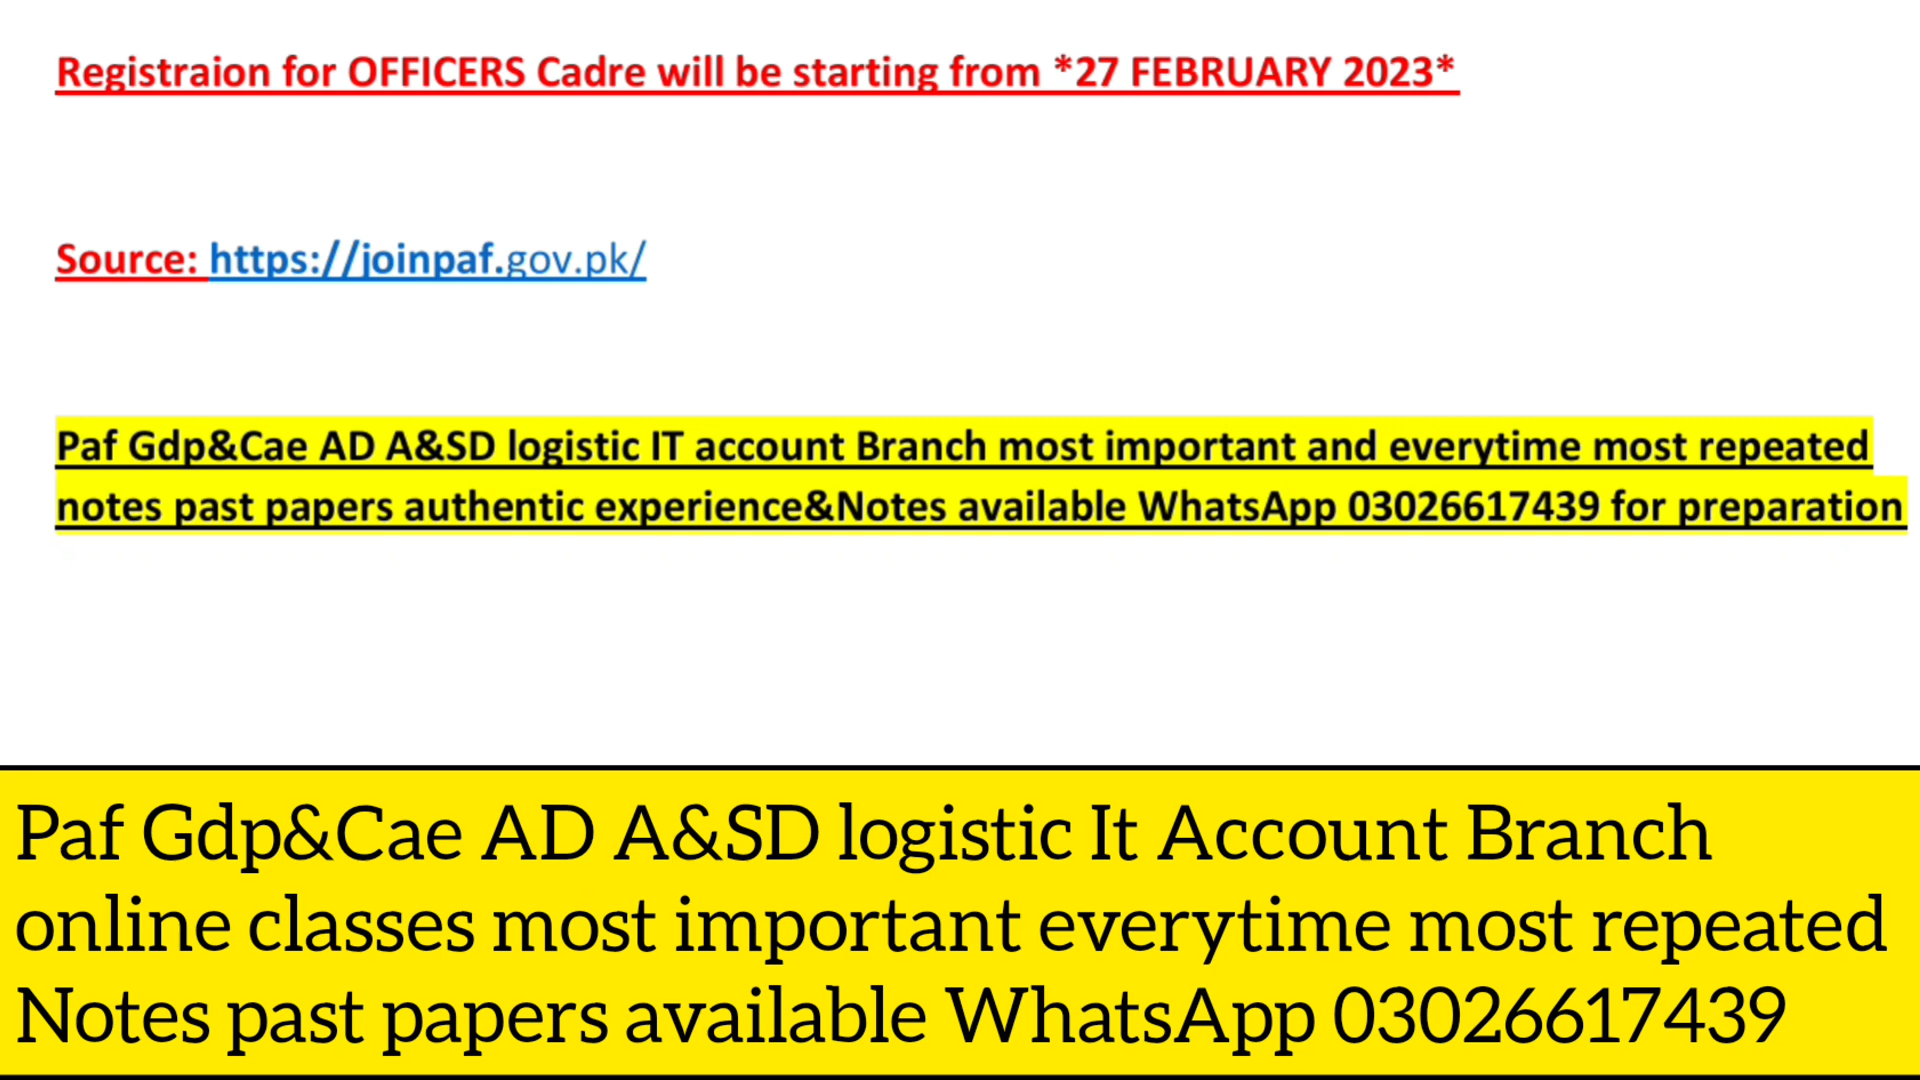 Registraion for OFFICERS Cadre will be starting from *27 FEBRUARY 2023*
Source: https://joinpaf.gov.pk/
Paf Gdp&Cae AD A&SD logistic IT account Branch most important and everytime most repeated
notes past papers authentic experience&Notes available WhatsApp 03026617439 for preparation
Paf Gdp&Cae AD A&SD logistic It Account Branch
online classes most important everytime most repeated
Notes past papers available WhatsApp 03026617439